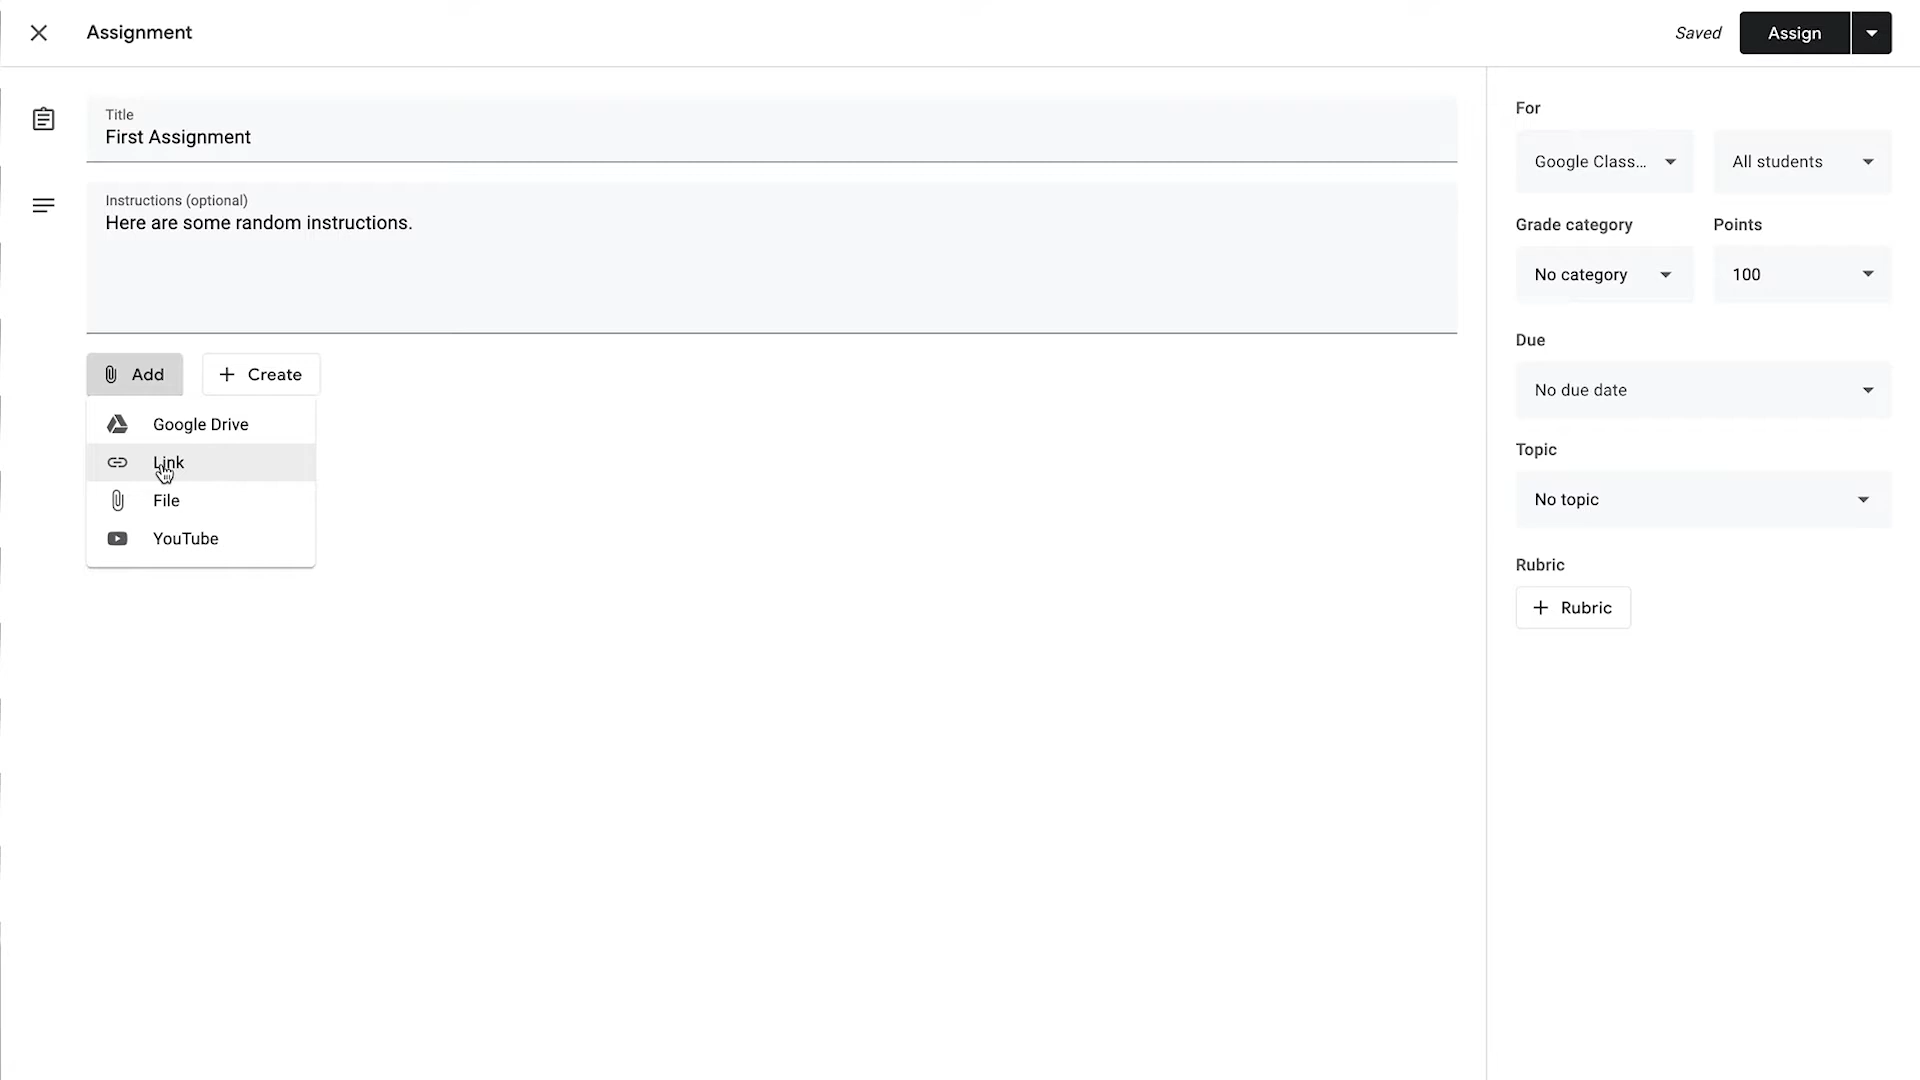 Assignment
Saved
Assign
Title
First Assignment
Instructions (optional)
Here are some random instructions.
Add
Create
Google Drive
Link
File
YouTube
For
Google Class...
All students
Grade category
Points
No category
100
Due
No due date
Topic
No topic
Rubric
Rubric